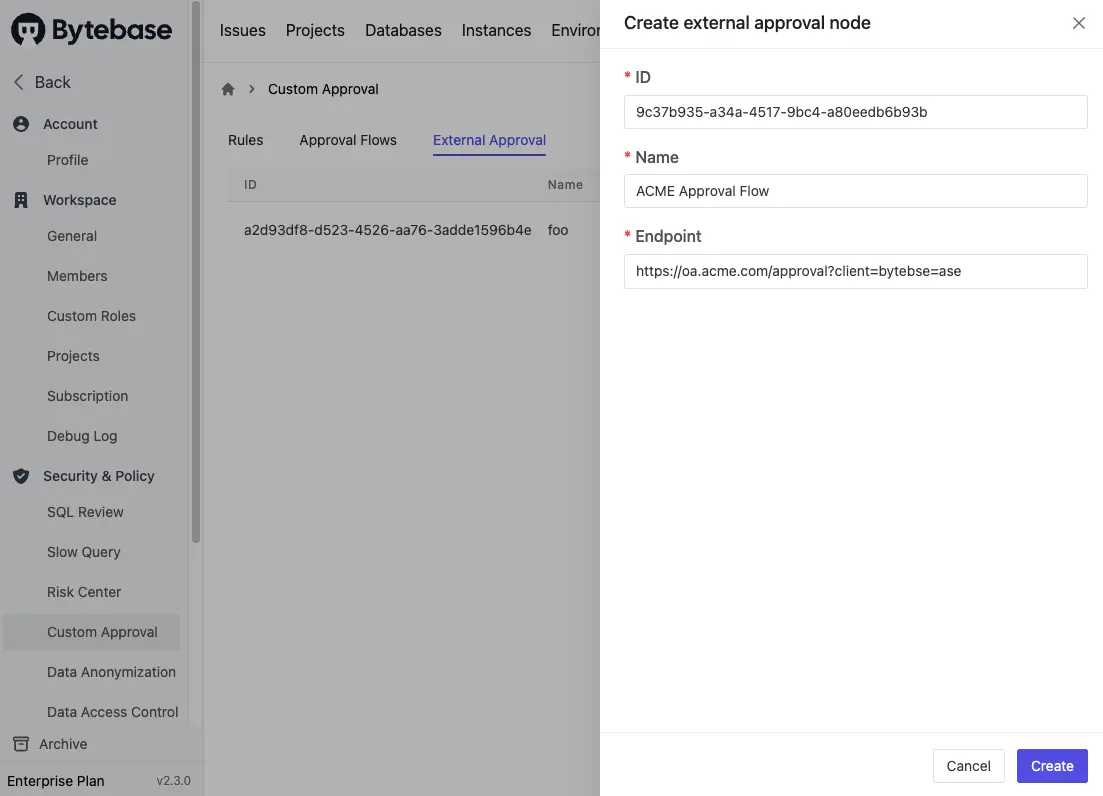 Bytebase
Back
Account
Profile
Workspace
General
Members
Custom Roles
Projects
Subscription
Debug Log
Security & Policy
SQL Review
Slow Query
Risk Center
Custom Approval
Data Anonymization
Data Access Control
Archive
Enterprise Plan v2.3.0
Issues Projects Databases Instances Enviror
Custom Approval
Rules Approval Flows External Approval
ID Name
a2d93df8-d523-4526-aa76-3adde1596b4e foo
Create external approval node
* ID
9c37b935-a34a-4517-9bc4-a80eedb6b93b
* Name
ACME Approval Flow
* Endpoint
https://oa.acme.com/approval?client=bytebse=ase
Cancel Create